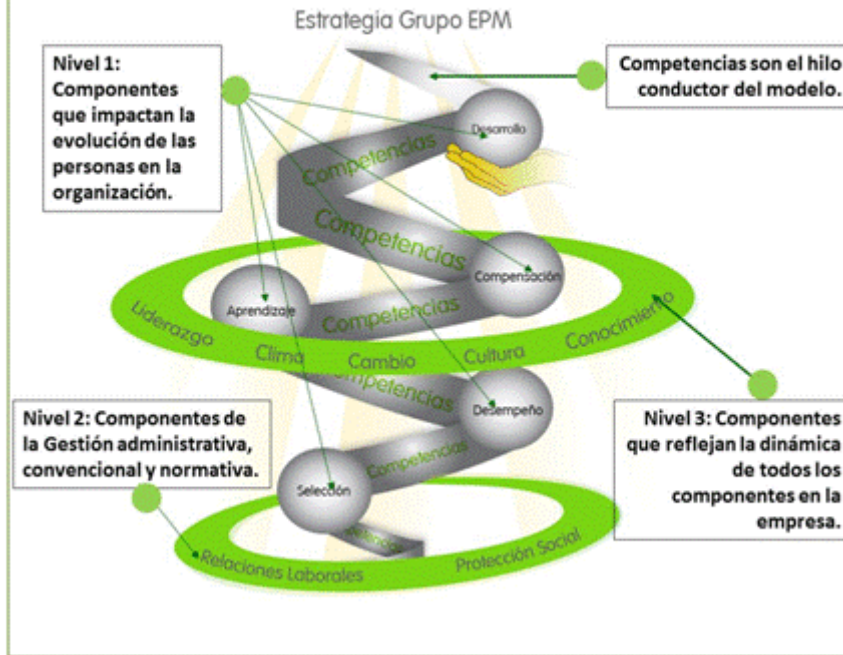 Estrategia Grupo EPM
Nivel 1:
Componentes
que impactan la
evolución de las
personas en la
organización.
Competencias son el hilo
conductor del modelo.
Desarrollo
Competencias
Competencias
Compensación
Aprendizaje
Competencias
Liderazgo
Clima
Cambio
Cultura
Conocimiento
Competencias
Desempeño
Nivel 2: Componentes de
la Gestión administrativa,
convencional y normativa.
Nivel 3: Componentes
que reflejan la dinámica
de todos los
componentes en la
empresa.
Competencias
Selección
petencias
Relaciones Laborales
Protección Social